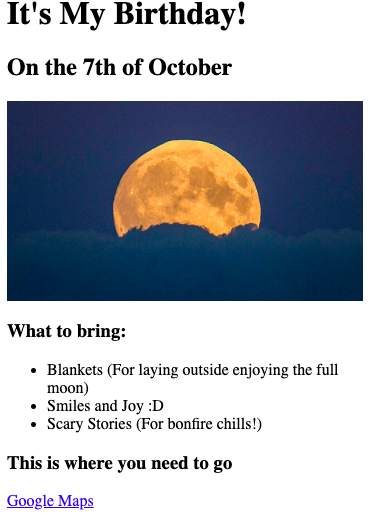 It's My Birthday!
On the 7th of October
What to bring:
Blankets (For laying outside enjoying the full
moon)
Smiles and Joy :D
Scary Stories (For bonfire chills!)
This is where you need to go
Google Maps